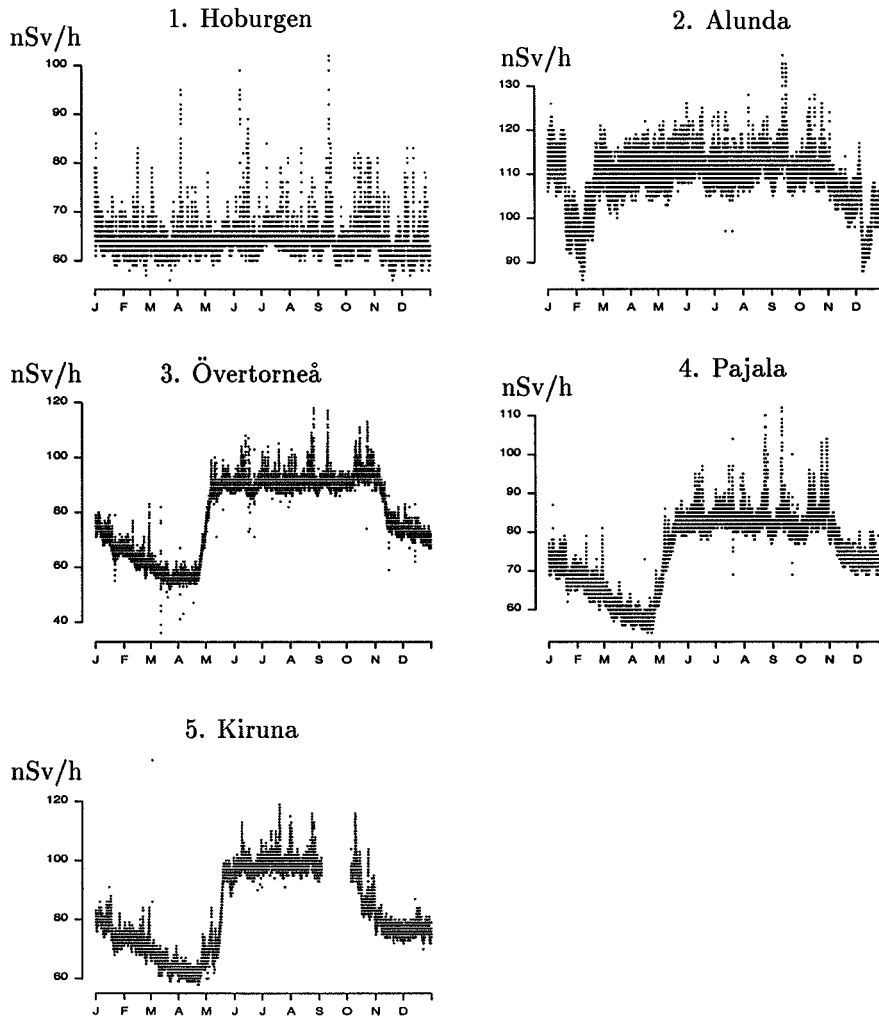 1. Hoburgen
nSv/h
100
90
80
70
60
J F M A M J J A S O N D
2. Alunda
nSv/h
130
120
110
100
90
J F M A M J J A S O N D
3. Övertorneå
nSv/h
120
100
80
60
40
J F M A M J J A S O N D
4. Pajala
nSv/h
110
100
90
80
70
60
J F M A M J J A S O N D
5. Kiruna
nSv/h
120
100
80
60
J F M A M J J A S O N D